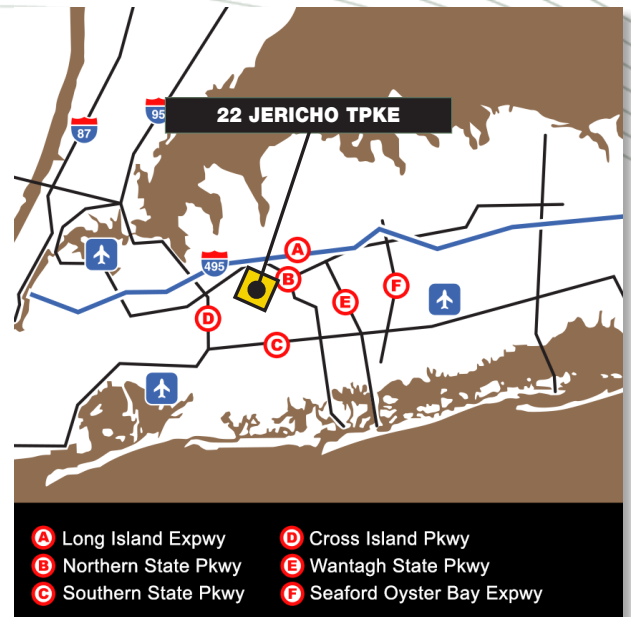 95
22 JERICHO TPKE
87
A
495
B
F
E
D
C
A Long Island Expwy
B Northern State Pkwy
C Southern State Pkwy
D Cross Island Pkwy
E Wantagh State Pkwy
F Seaford Oyster Bay Expwy